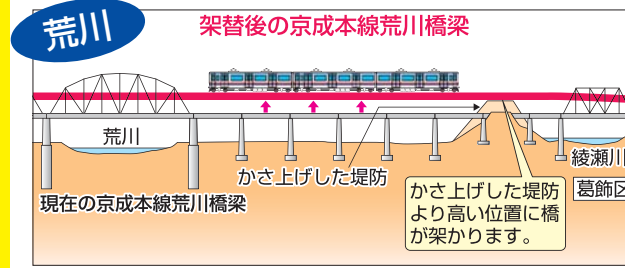 荒川
架替後の京成本線荒川橋梁
荒川
かさ上げした堤防
現在の京成本線荒川橋梁
かさ上げした堤防
より高い位置に橋
が架かります。
綾瀬川
葛飾区